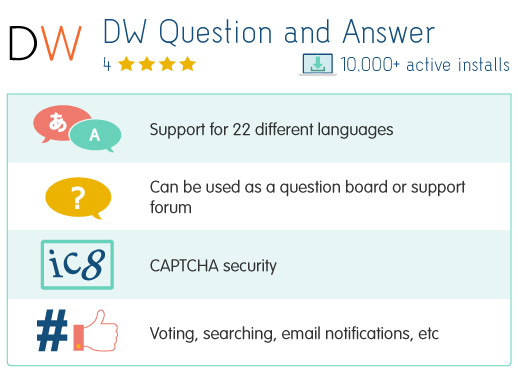 DW
DW Question and Answer
4
10,000+ active installs
あ
A
Support for 22 different languages
?
Can be used as a question board or support
forum
ic8
CAPTCHA security
#
Voting, searching, email notifications, etc